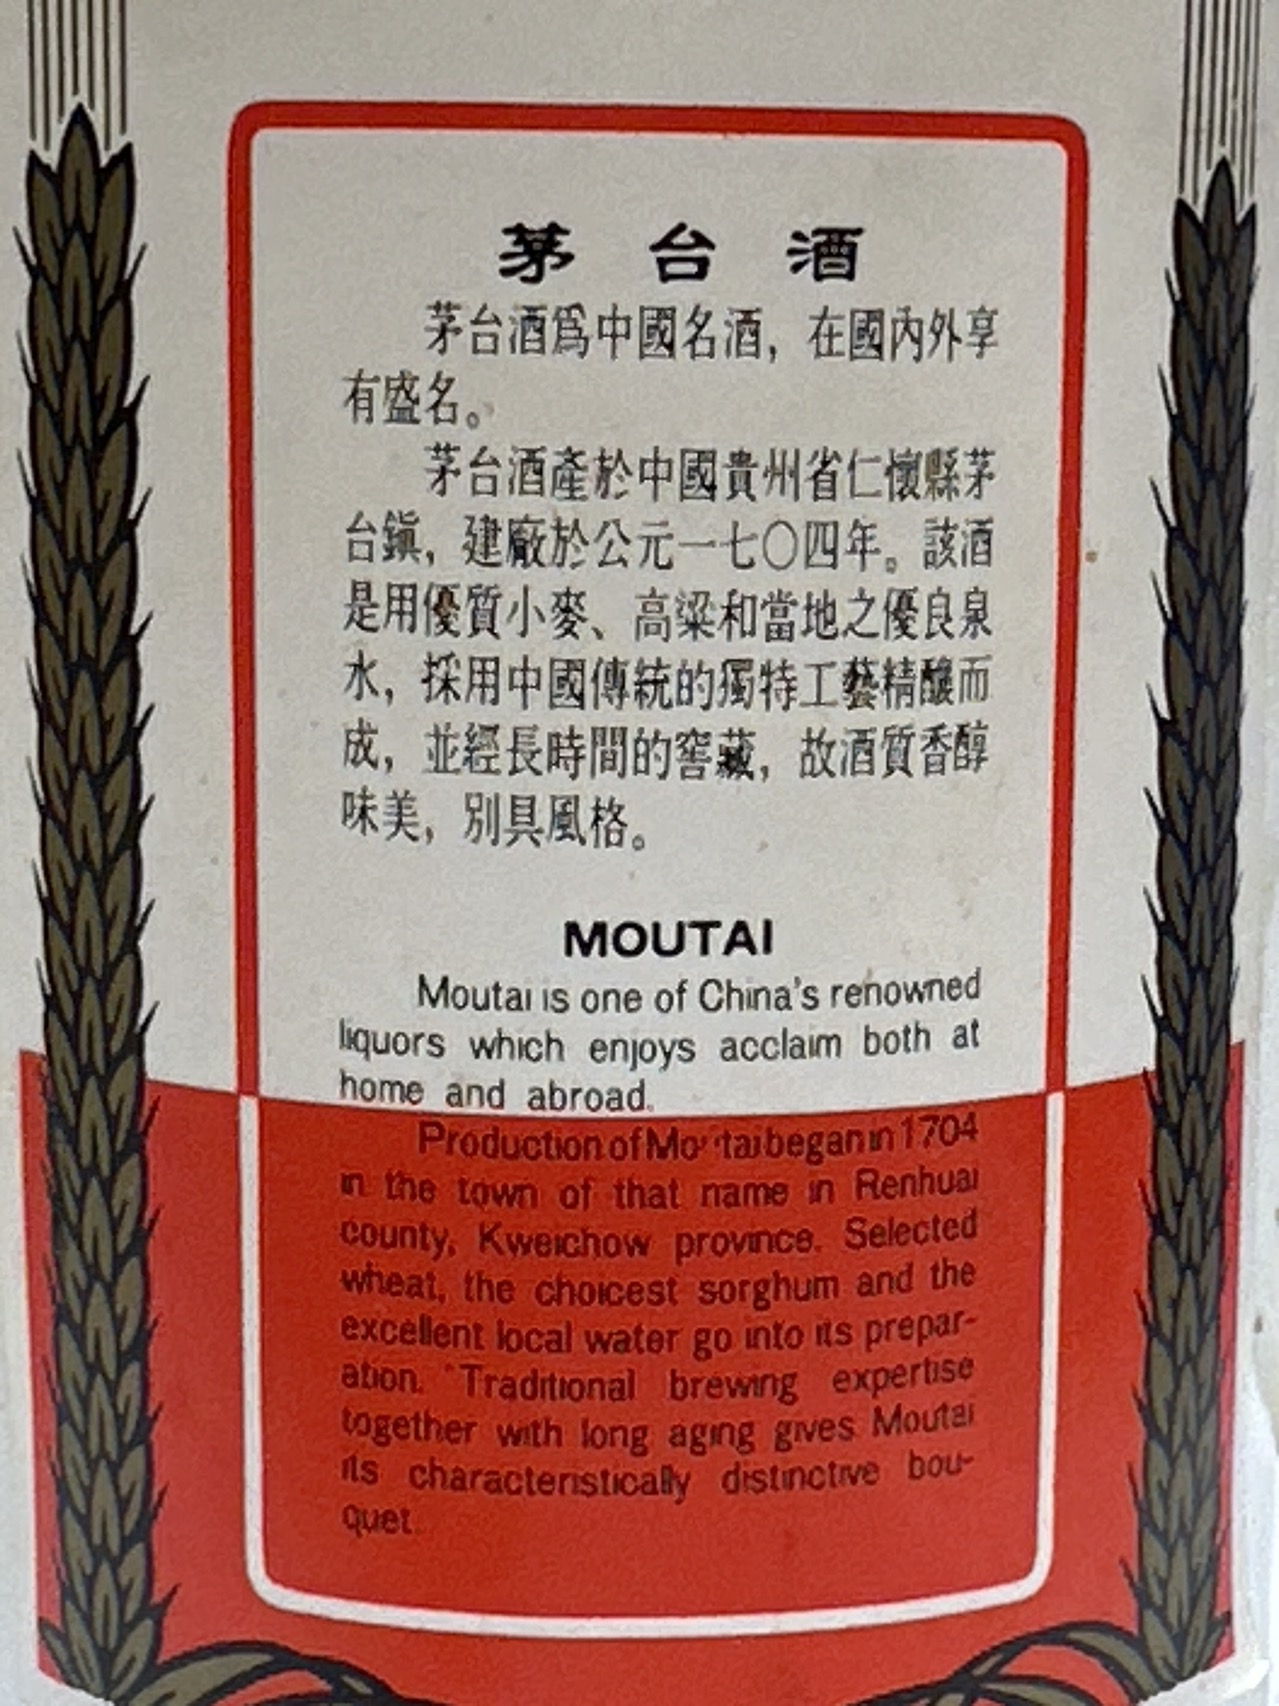 茅台酒
茅台酒爲中國名酒，在國內外享
有盛名。
茅台酒產於中國貴州省仁懷縣茅
台鎮，建廠於公元一七〇四年。該酒
是用優質小麥、高粱和當地之優良泉
水，採用中國傳統的獨特工藝精釀而
成，並經長時間的窖藏，故酒質香醇
味美，別具風格。
MOUTAI
Moutai is one of China's renowned
liquors which enjoys acclaim both at
home and abroad.
Production of Moutai began in 1704
in the town of that name in Renhuai
county, Kweichow province. Selected
wheat, the choicest sorghum and the
excellent local water go into its prepar-
ation. Traditional brewing expertise
together with long aging gives Moutai
its characteristically distinctive bou-
quet.